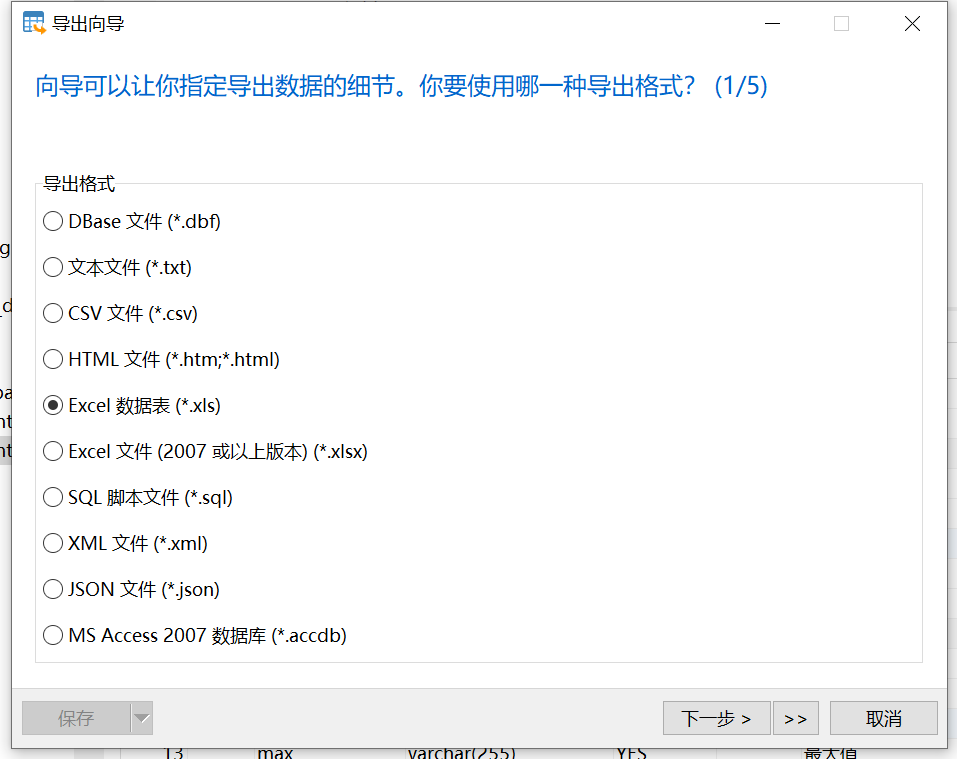 导出向导
向导可以让你指定导出数据的细节。你要使用哪一种导出格式？ (1/5)
导出格式
DBase 文件 (*.dbf)
文本文件 (*.txt)
CSV 文件 (*.csv)
HTML 文件 (*.htm;*.html)
Excel 数据表 (*.xls)
Excel 文件 (2007 或以上版本) (*.xlsx)
SQL 脚本文件 (*.sql)
XML 文件 (*.xml)
JSON 文件 (*.json)
MS Access 2007 数据库 (*.accdb)
保存 下一步 > >> 取消
13 max varchar(255) YES 最大值